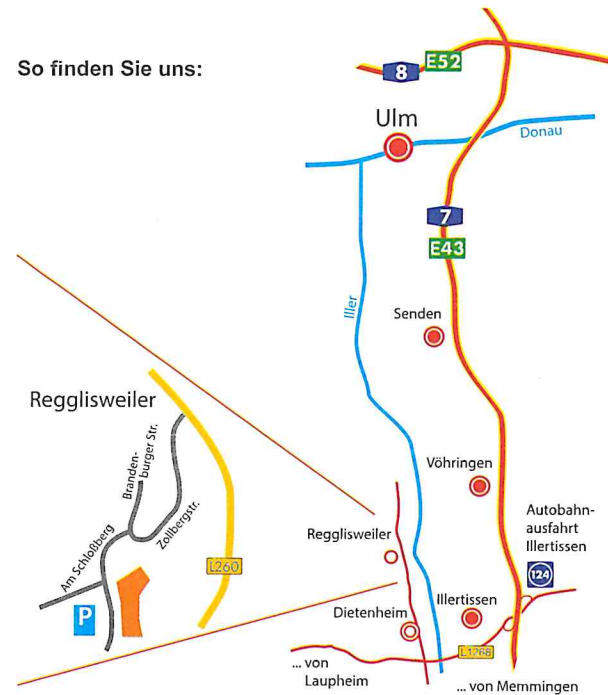 So finden Sie uns:
8
E52
Ulm
Donau
7
E43
Iller
Senden
Regglisweiler
Branden-
burger Str.
Zollbergstr.
Am Schloßberg
L260
P
Vöhringen
Autobahn-
ausfahrt
Illertissen
124
Regglisweiler
Dietenheim
Illertissen
L1268
... von
Laupheim
... von Memmingen